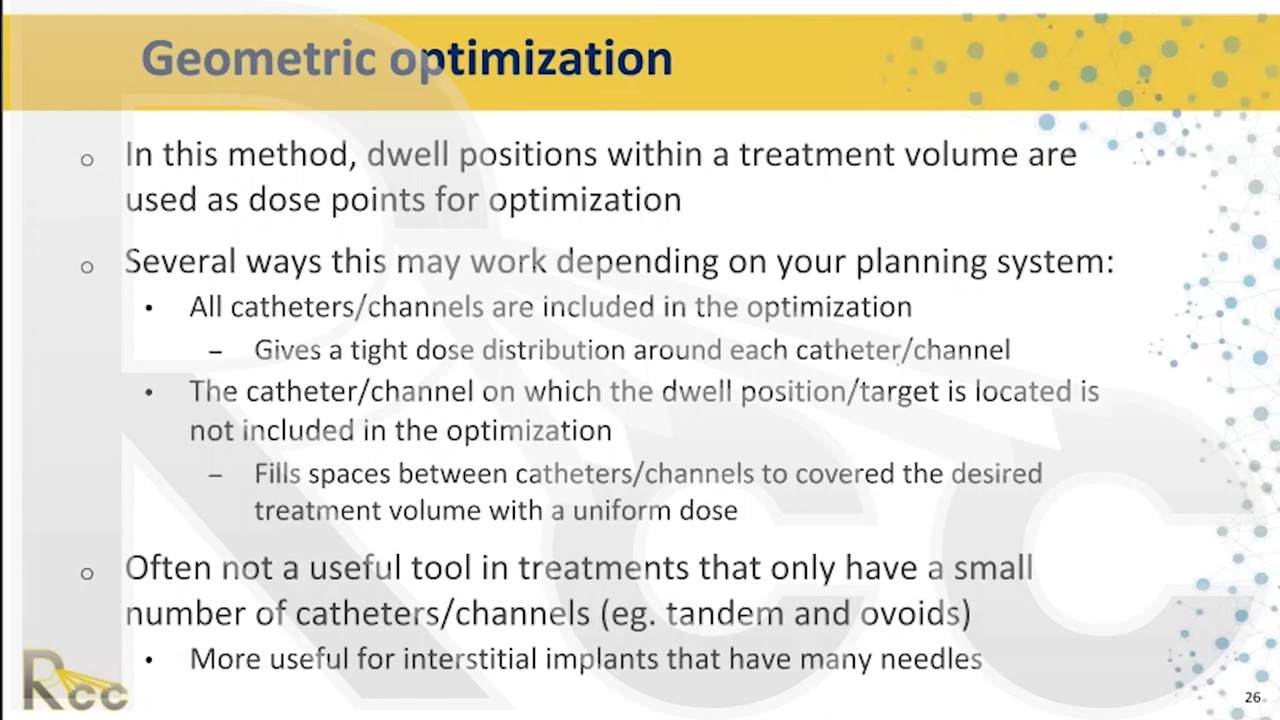 Geometric optimization
o In this method, dwell positions within a treatment volume are
used as dose points for optimization
o Several ways this may work depending on your planning system:
• All catheters/channels are included in the optimization
– Gives a tight dose distribution around each catheter/channel
• The catheter/channel on which the dwell position/target is located is
not included in the optimization
– Fills spaces between catheters/channels to covered the desired
treatment volume with a uniform dose
o Often not a useful tool in treatments that only have a small
number of catheters/channels (eg. tandem and ovoids)
• More useful for interstitial implants that have many needles
Rcc
26